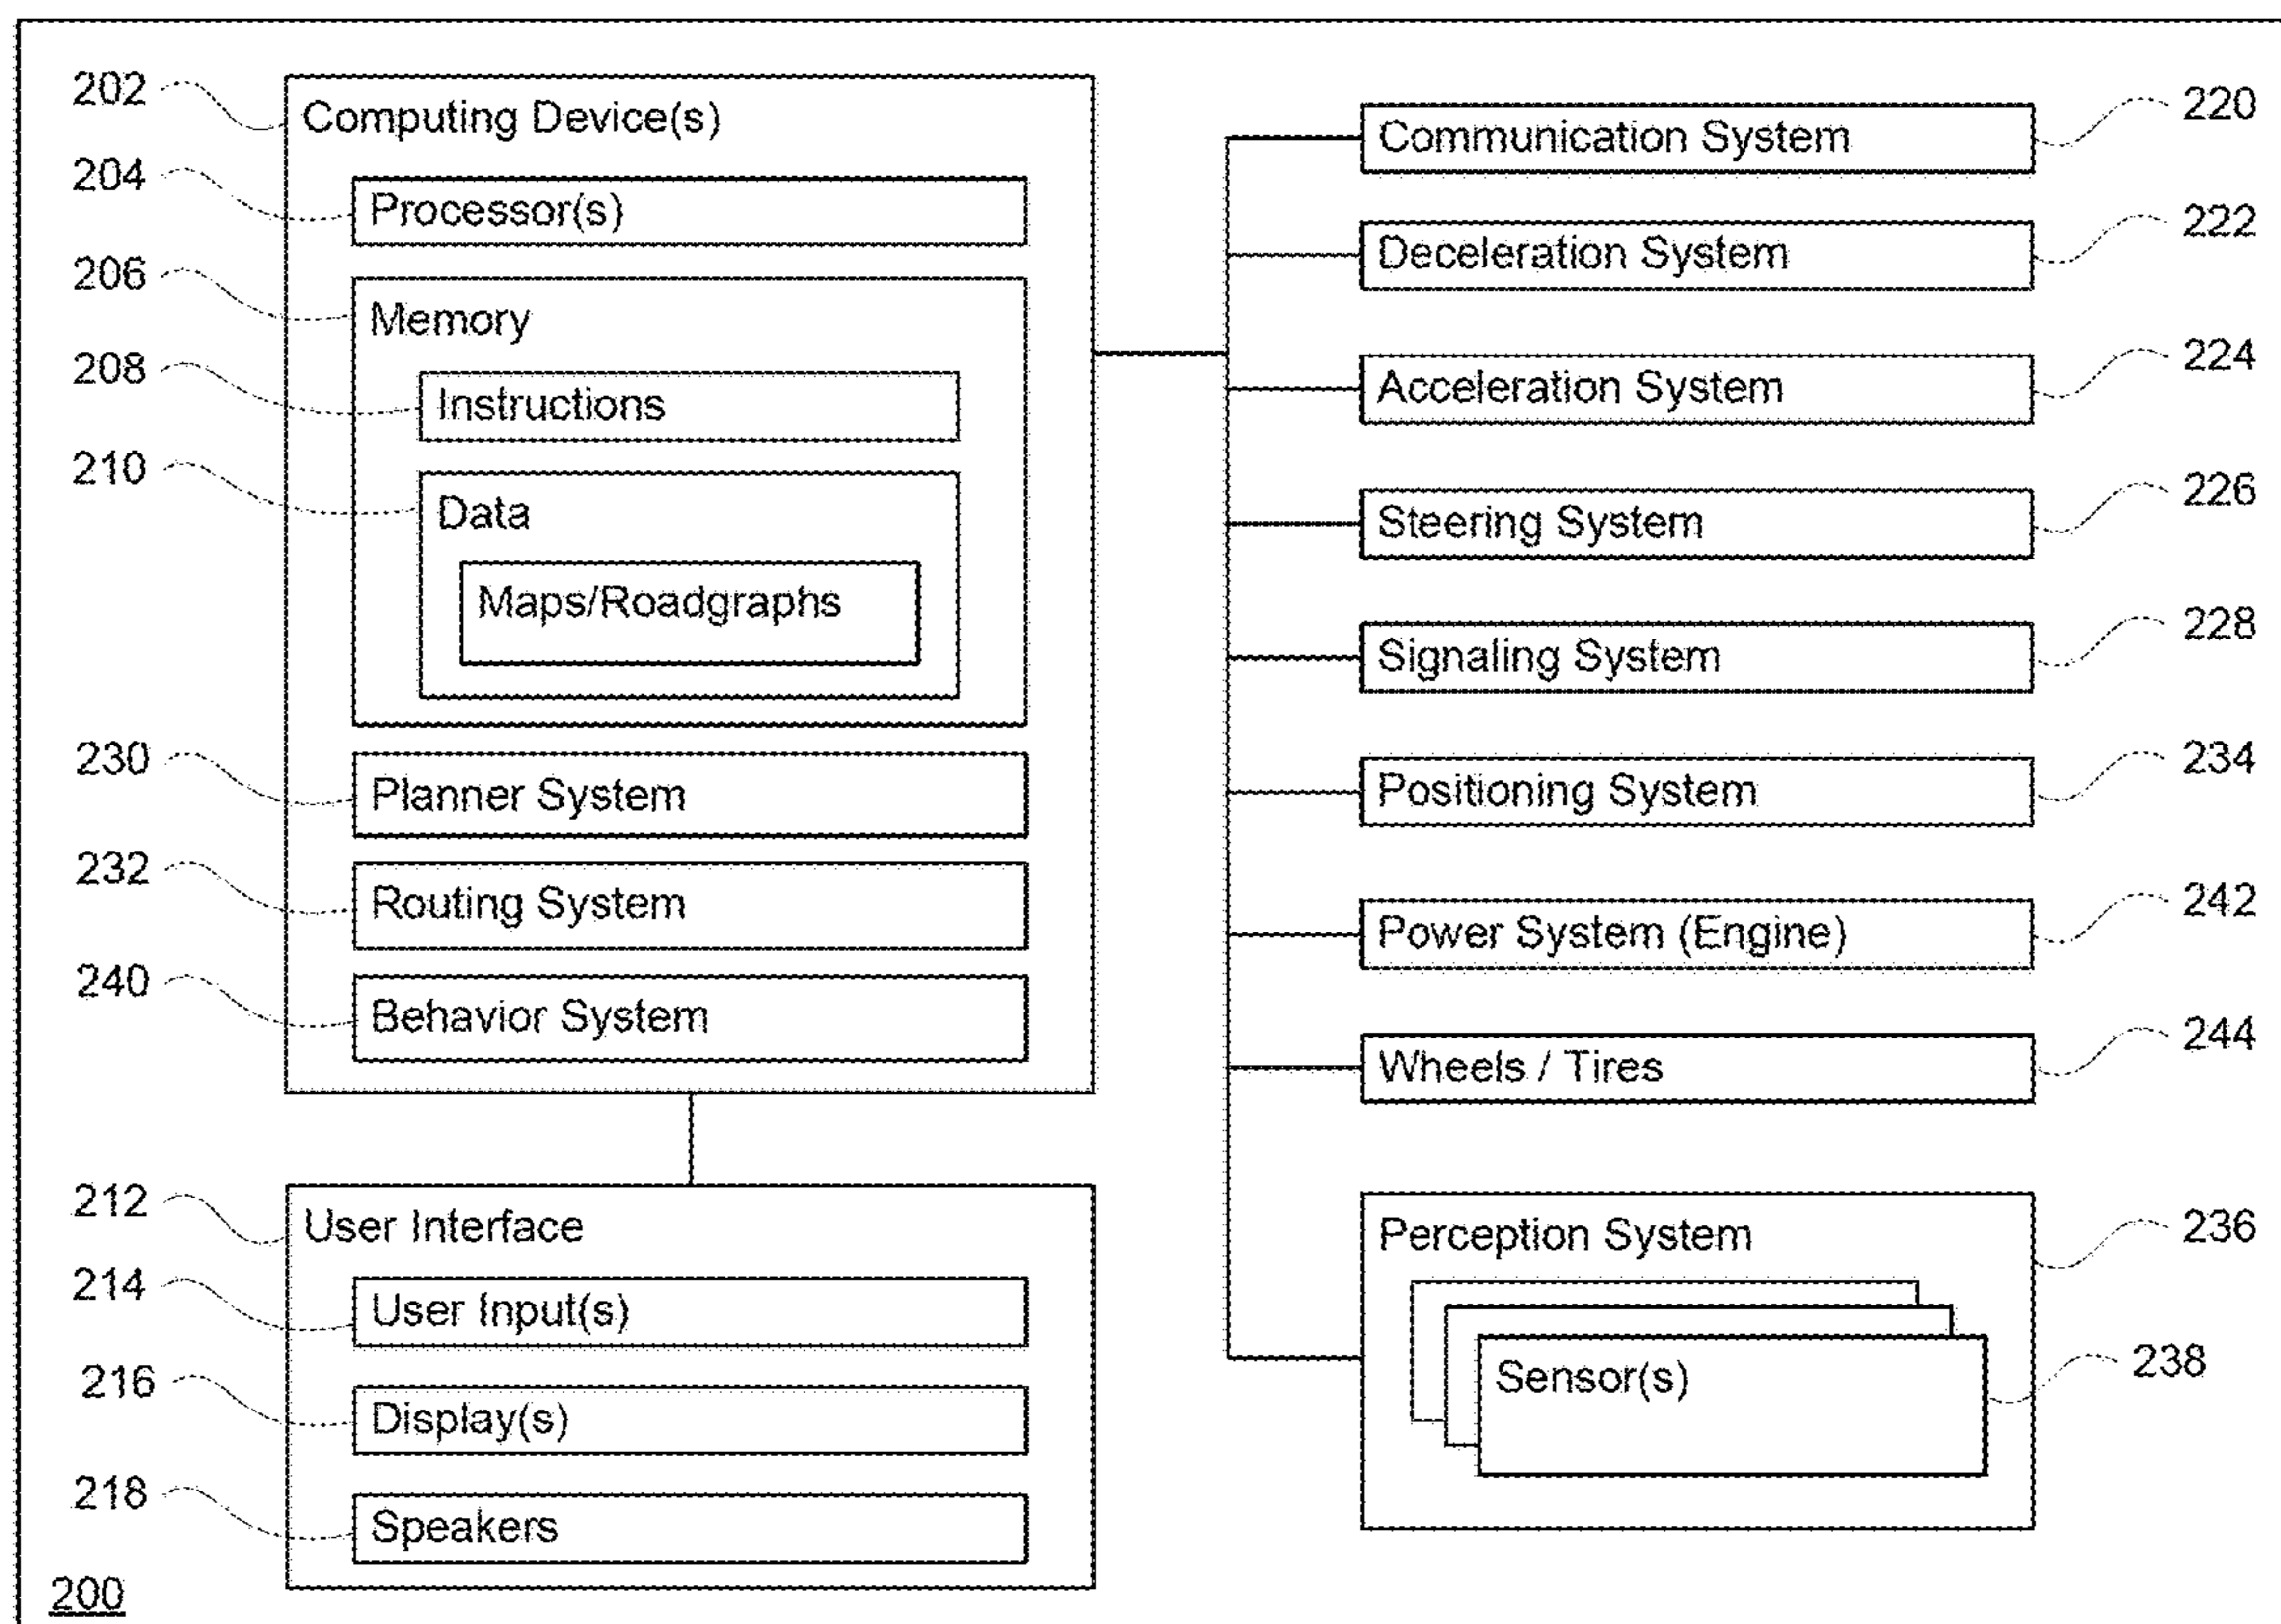 202
Computing Device(s)
204
Processor(s)
206
Memory
208
Instructions
210
Data
Maps/Roadgraphs
230
Planner System
232
Routing System
240
Behavior System
212
User Interface
214
User Input(s)
216
Display(s)
218
Speakers
200
Communication System
220
Deceleration System
222
Acceleration System
224
Steering System
226
Signaling System
228
Positioning System
234
Power System (Engine)
242
Wheels / Tires
244
Perception System
236
Sensor(s)
238